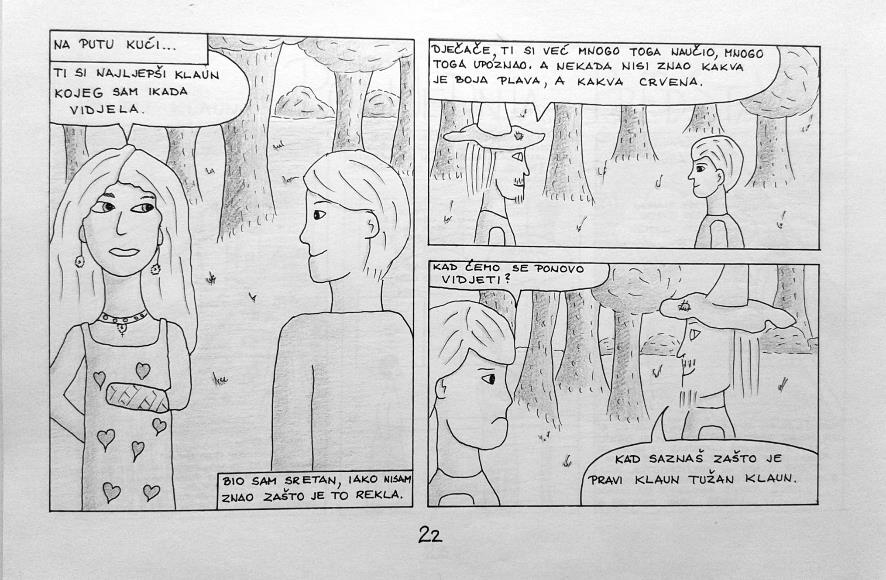 NA PUTU KUĆI...
TI SI NAJLJEPŠI KLAUN
KOJEG SAM IKADA
VIDJELA.
BIO SAM SRETAN, IAKO NISAM
ZNAO ZAŠTO JE TO REKLA.
DJEČAČE, TI SI VEĆ MNOGO TOGA NAUČIO, MNOGO
TOGA UPOZNAO. A NEKADA NISI ZNAO KAKVA
JE BOJA PLAVA, A KAKVA CRVENA.
KAD ĆEMO SE PONOVO
VIDJETI?
KAD SAZNAŠ ZAŠTO JE
PRAVI KLAUN TUŽAN KLAUN.
22